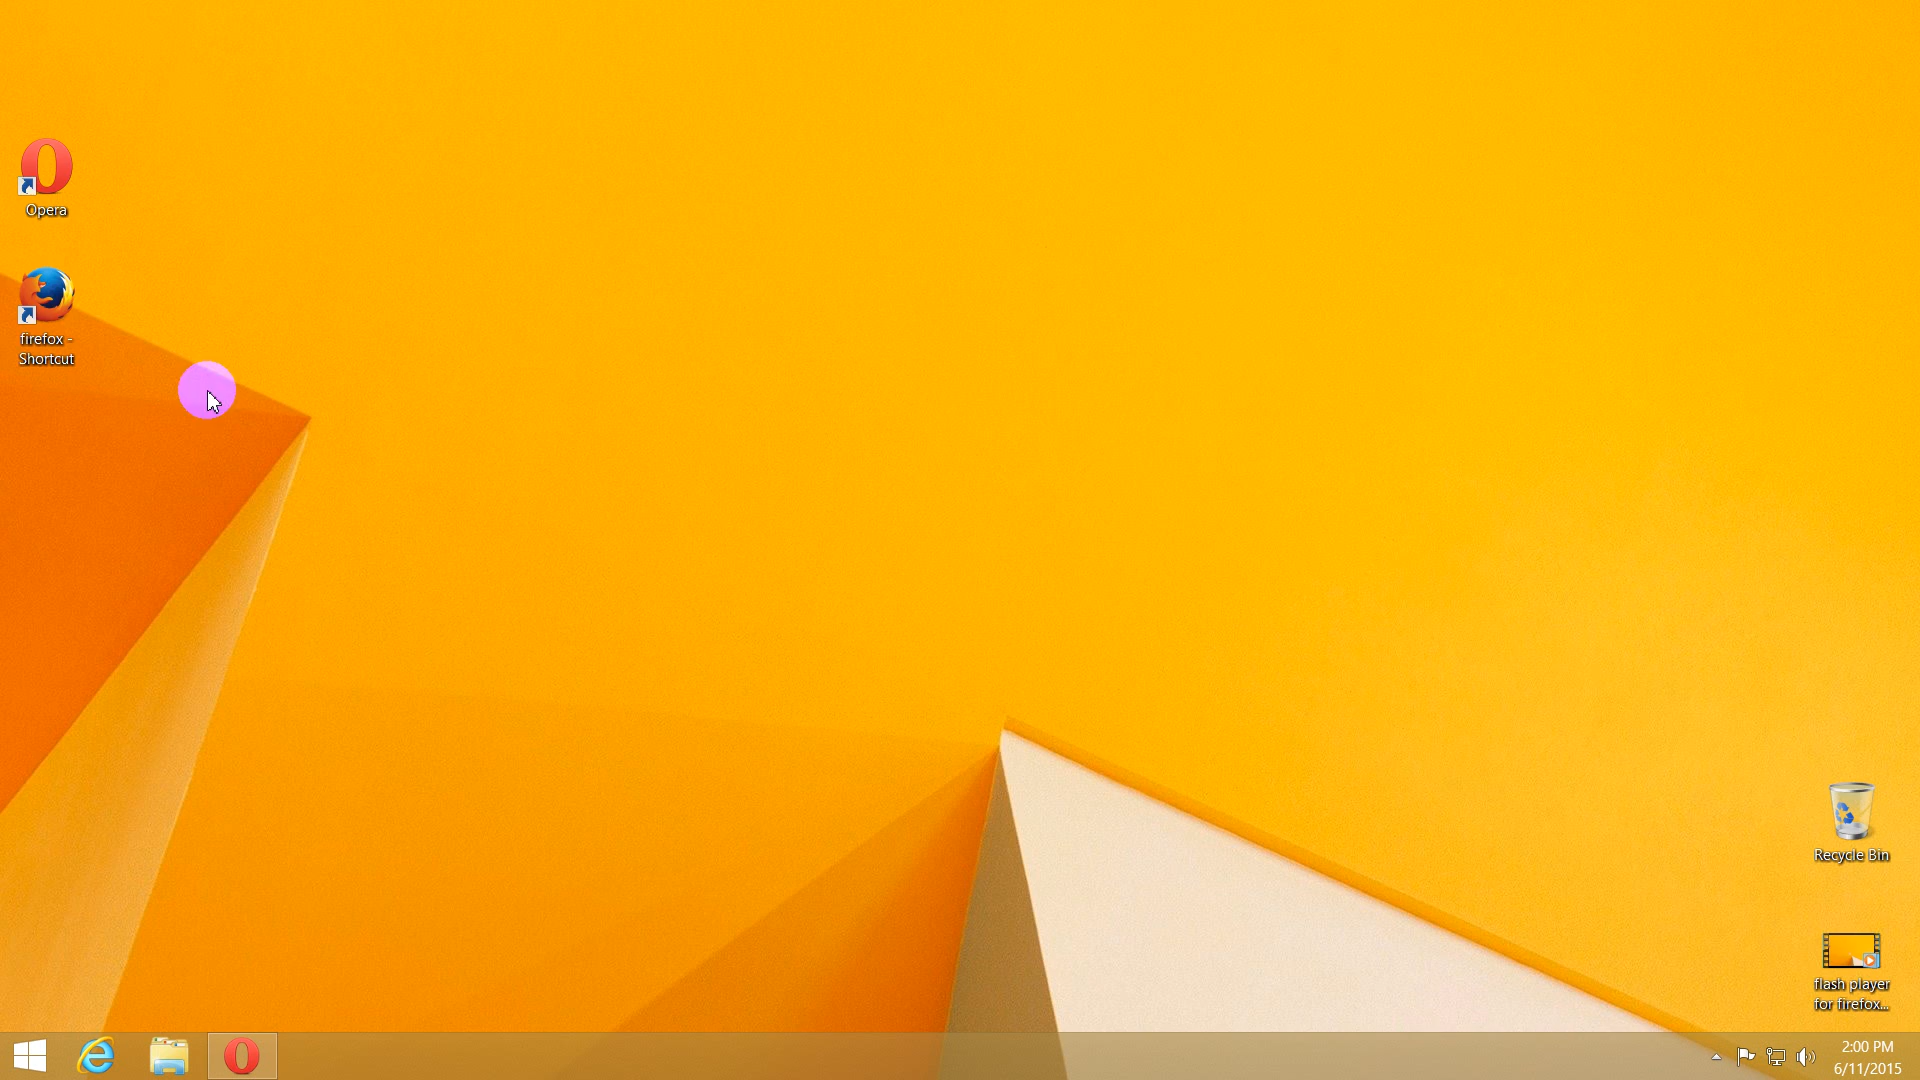 Opera
firefox -
Shortcut
Recycle Bin
flash player
for firefox...
2:00 PM
6/11/2015